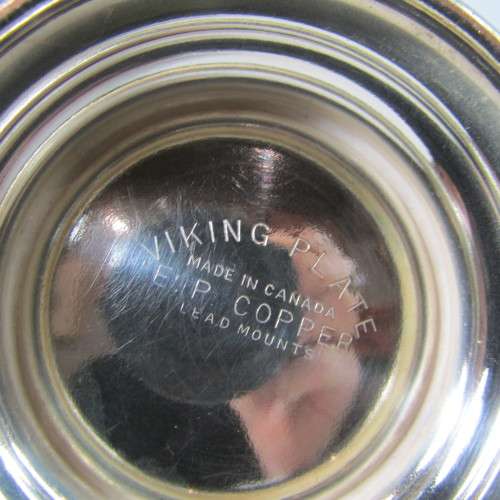 VIKING PLATE
MADE IN CANADA
E.P. COPPER
LEAD MOUNTS